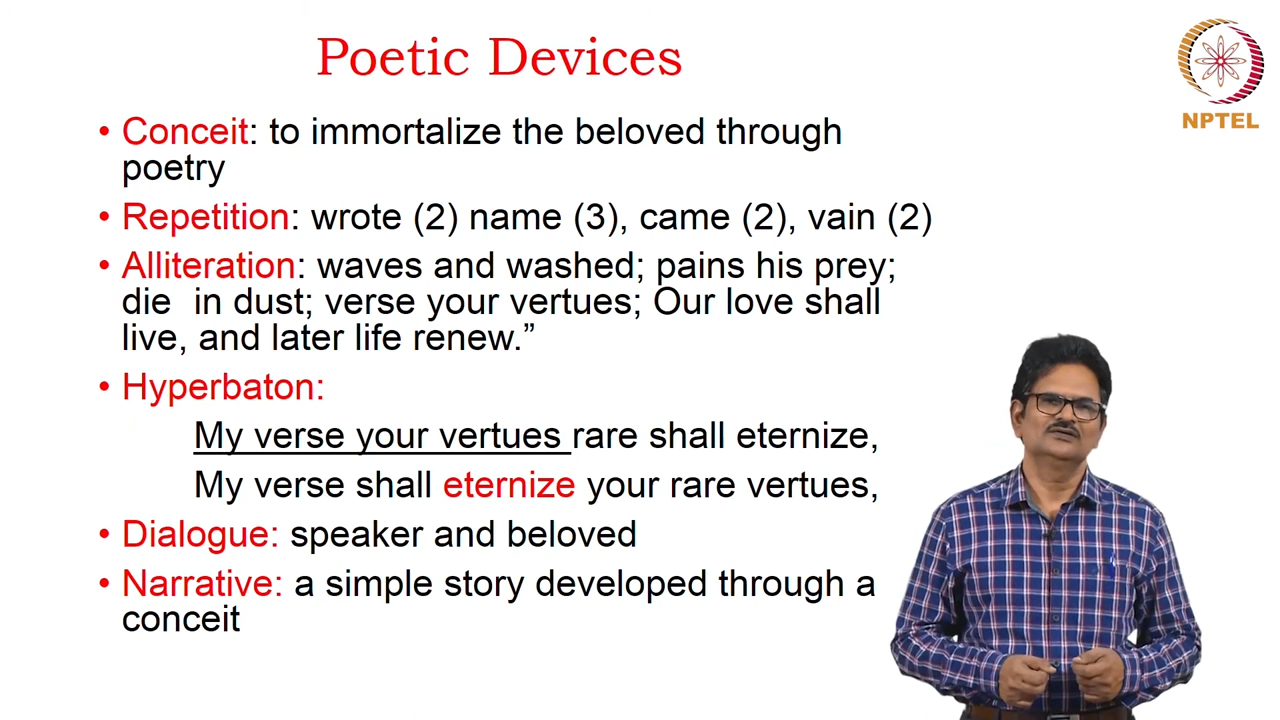 Poetic Devices
NPTEL
• Conceit: to immortalize the beloved through
poetry
• Repetition: wrote (2) name (3), came (2), vain (2)
• Alliteration: waves and washed; pains his prey;
die in dust; verse your vertues; Our love shall
live, and later life renew.”
• Hyperbaton:
My verse your vertues rare shall eternize,
My verse shall eternize your rare vertues,
• Dialogue: speaker and beloved
• Narrative: a simple story developed through a
conceit